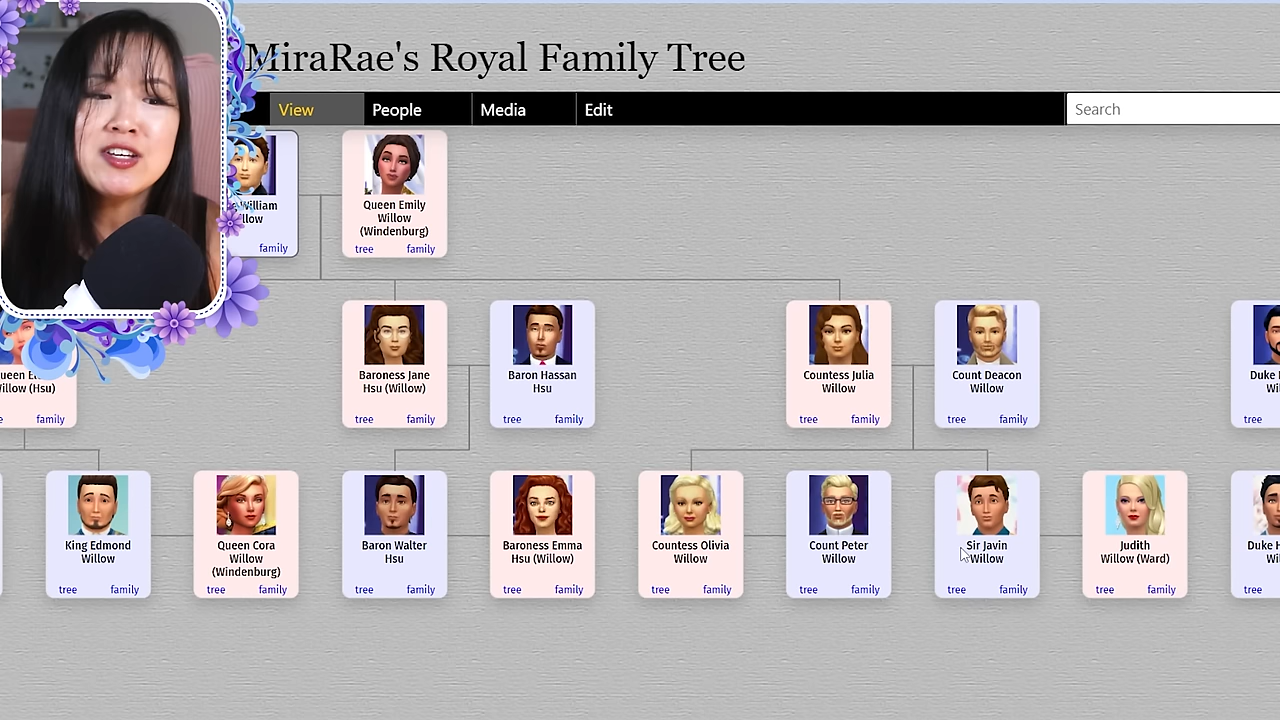 MiraRae's Royal Family Tree
View People Media Edit Search
William
family
Queen Emily
Willow
(Windenburg)
tree family
Willow (Hsu)
family
Baroness Jane
Hsu (Willow)
tree family
Baron Hassan
Hsu
tree family
Countess Julia
Willow
tree family
Count Deacon
Willow
tree family
Duke
tree
King Edmond
Willow
tree family
Queen Cora
Willow
(Windenburg)
tree family
Baron Walter
Hsu
tree family
Baroness Emma
Hsu (Willow)
tree family
Countess Olivia
Willow
tree family
Count Peter
Willow
tree family
Sir Javin
Willow
tree family
Judith
Willow (Ward)
tree family
Duke
tree